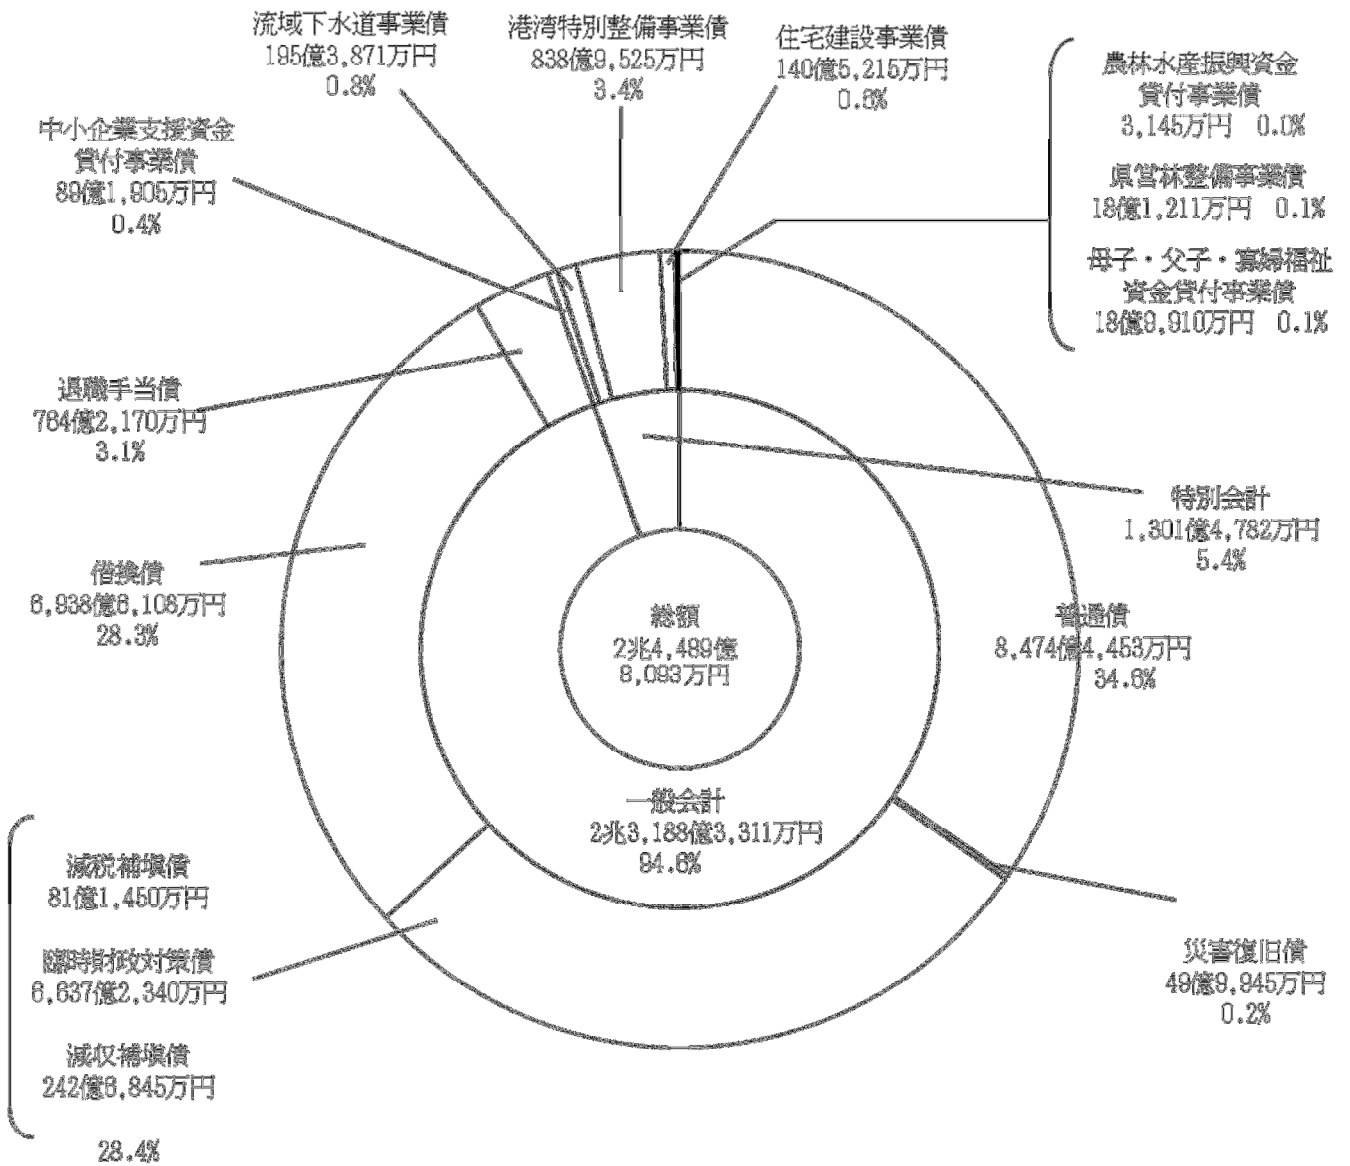 流域下水道事業債
195億3,871万円
0.8%
港湾特別整備事業債
838億9,525万円
3.4%
住宅建設事業債
140億5,215万円
0.6%
農林水産振興資金
貸付事業債
3,145万円 0.0%
県営林整備事業債
18億1,211万円 0.1%
母子・父子・寡婦福祉
資金貸付事業債
18億9,910万円 0.1%
中小企業支援資金
貸付事業債
89億1,905万円
0.4%
退職手当債
764億2,170万円
3.1%
特別会計
1,301億4,782万円
5.4%
借換債
6,938億6,108万円
28.3%
総額
2兆4,489億
8,093万円
普通債
8,474億4,453万円
34.6%
一般会計
2兆3,188億3,311万円
94.6%
減税補塡債
81億1,450万円
臨時財政対策債
6,637億2,340万円
減収補塡債
242億6,845万円
28.4%
災害復旧債
49億9,945万円
0.2%